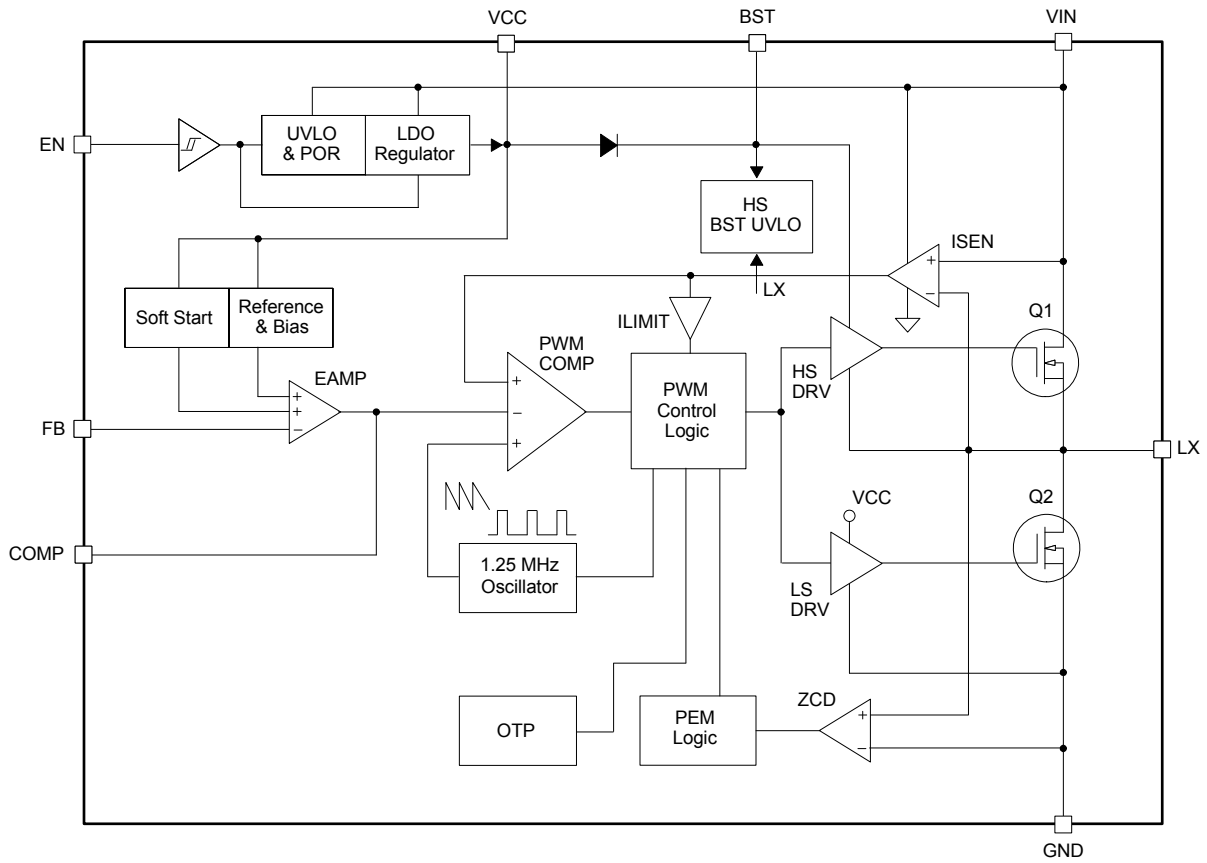 VCC
BST
VIN
EN
UVLO
& POR
LDO
Regulator
HS
BST UVLO
LX
ISEN
Soft Start
Reference
& Bias
ILIMIT
Q1
EAMP
+
+
−
PWM
COMP
+
−
+
PWM
Control
Logic
HS
DRV
+
−
FB
LX
COMP
VCC
Q2
1.25 MHz
Oscillator
LS
DRV
OTP
PEM
Logic
ZCD
+
−
GND